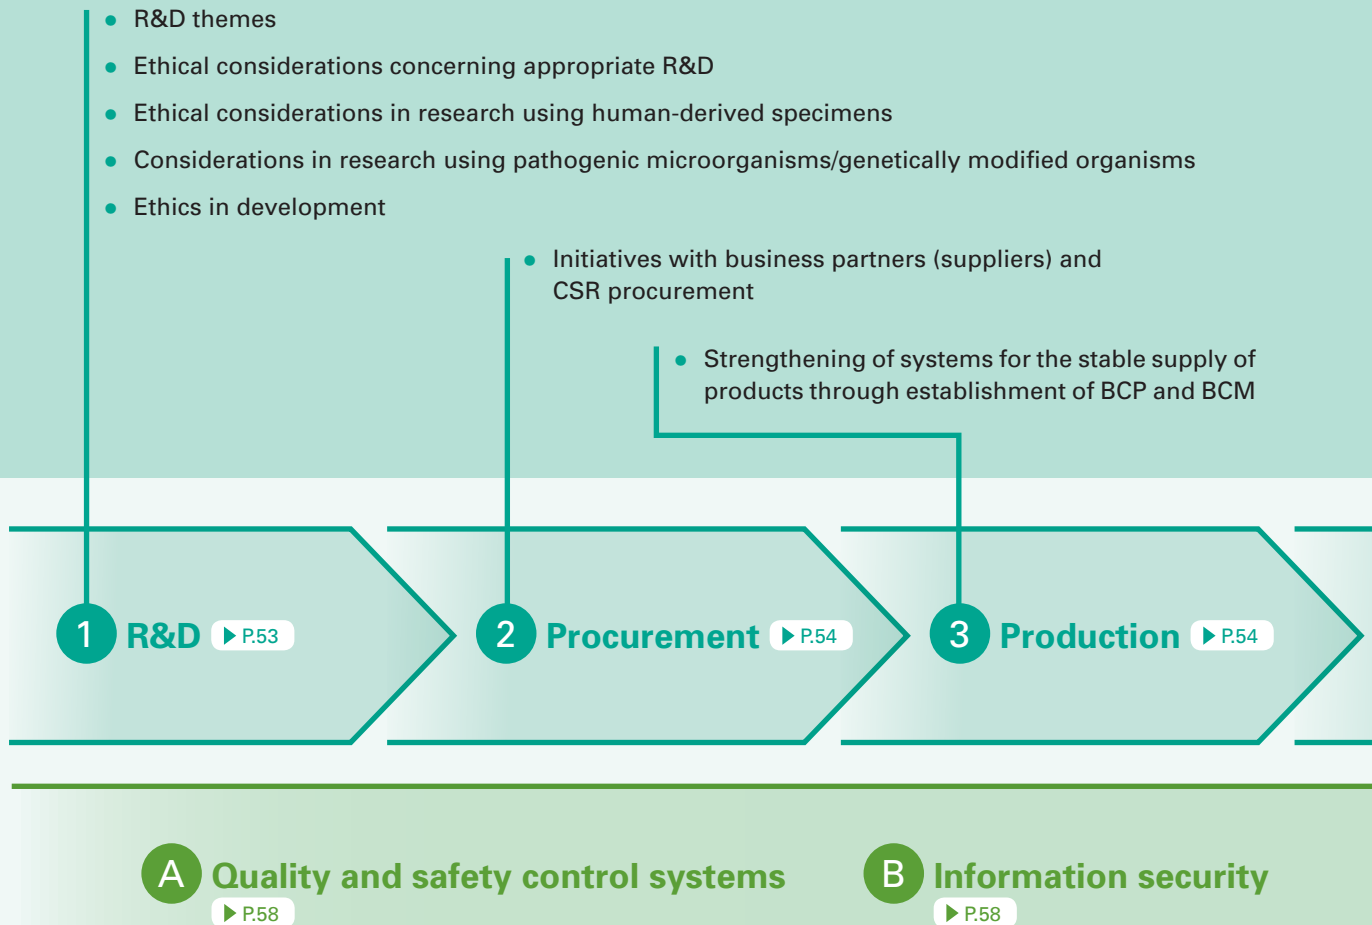 • R&D themes
• Ethical considerations concerning appropriate R&D
• Ethical considerations in research using human-derived specimens
• Considerations in research using pathogenic microorganisms/genetically modified organisms
• Ethics in development
• Initiatives with business partners (suppliers) and
CSR procurement
• Strengthening of systems for the stable supply of
products through establishment of BCP and BCM
1 R&D ▶ P.53
2 Procurement ▶ P.54
3 Production ▶ P.54
A Quality and safety control systems
▶ P.58
B Information security
▶ P.58